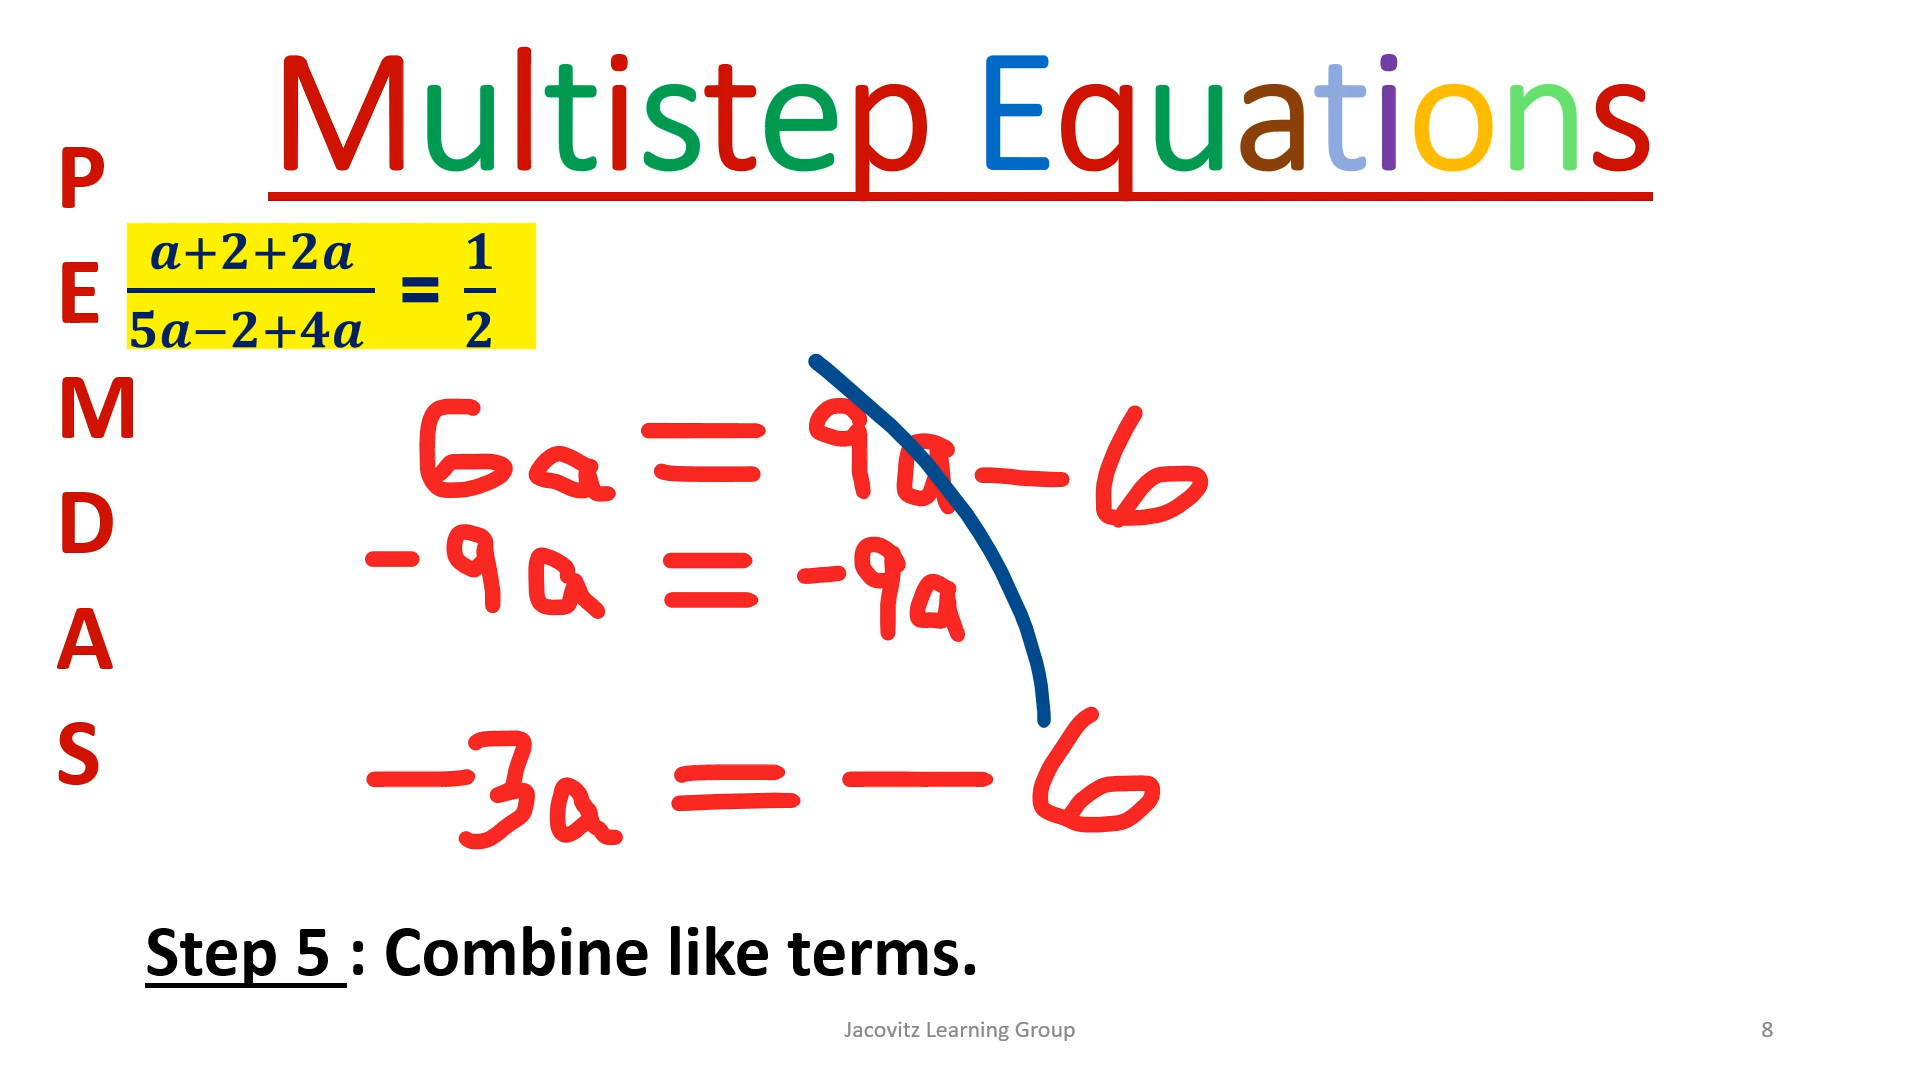 Multistep Equations
P
E
M
D
A
S
a+2+2a
5a−2+4a
=
1
2
6a = 9a - 6
-9a = -9a
-3a = -6
Step 5 : Combine like terms.
Jacovitz Learning Group
8